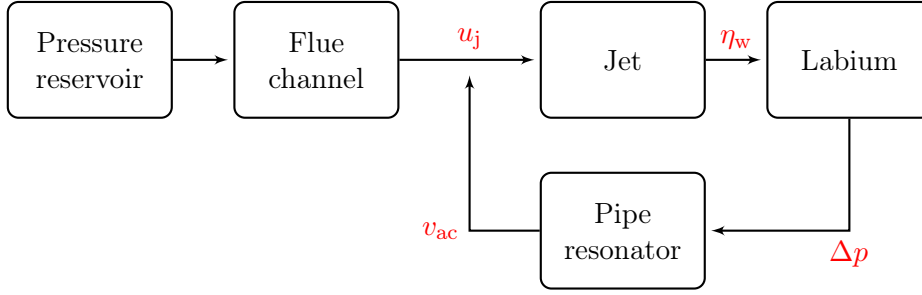 Pressure
reservoir
Flue
channel
u_j
Jet
η_w
Labium
v_ac
Pipe
resonator
Δp